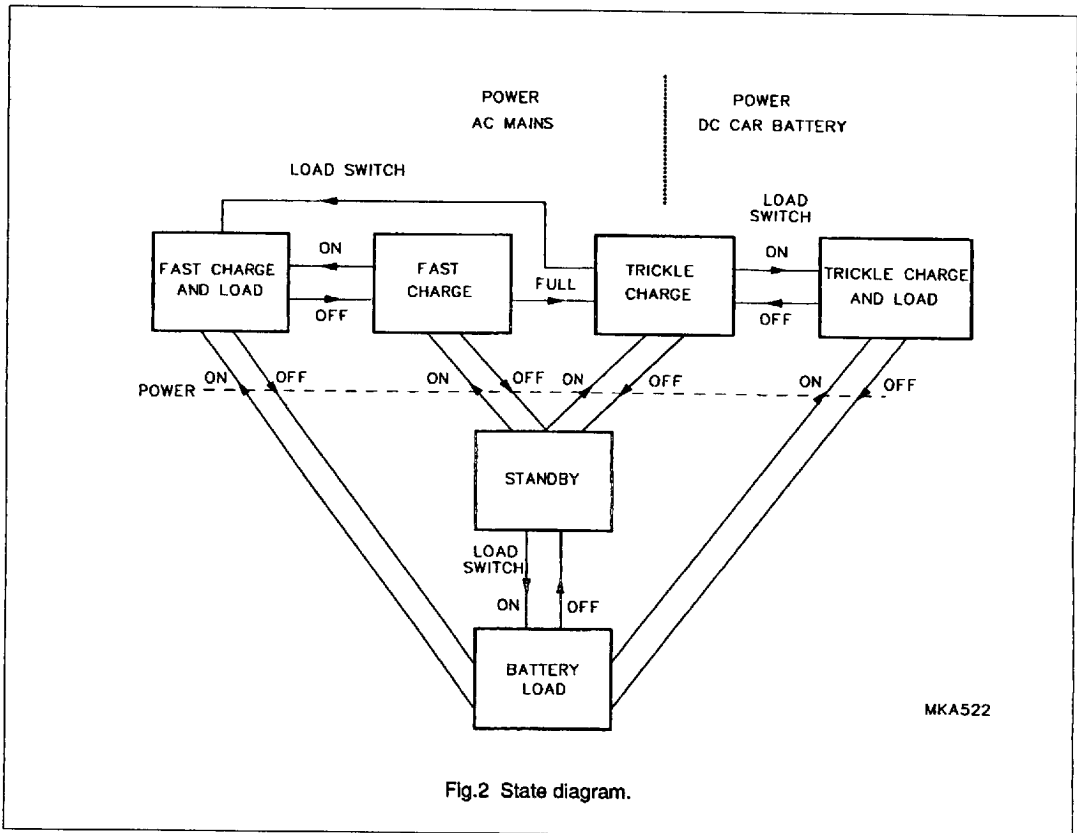 POWER
AC MAINS
POWER
DC CAR BATTERY
LOAD SWITCH
LOAD
SWITCH
FAST CHARGE
AND LOAD
ON
OFF
FAST
CHARGE
FULL
TRICKLE
CHARGE
ON
OFF
TRICKLE CHARGE
AND LOAD
POWER
ON
OFF
ON
OFF
ON
OFF
ON
OFF
STANDBY
LOAD
SWITCH
ON
OFF
BATTERY
LOAD
MKA522
Fig.2 State diagram.